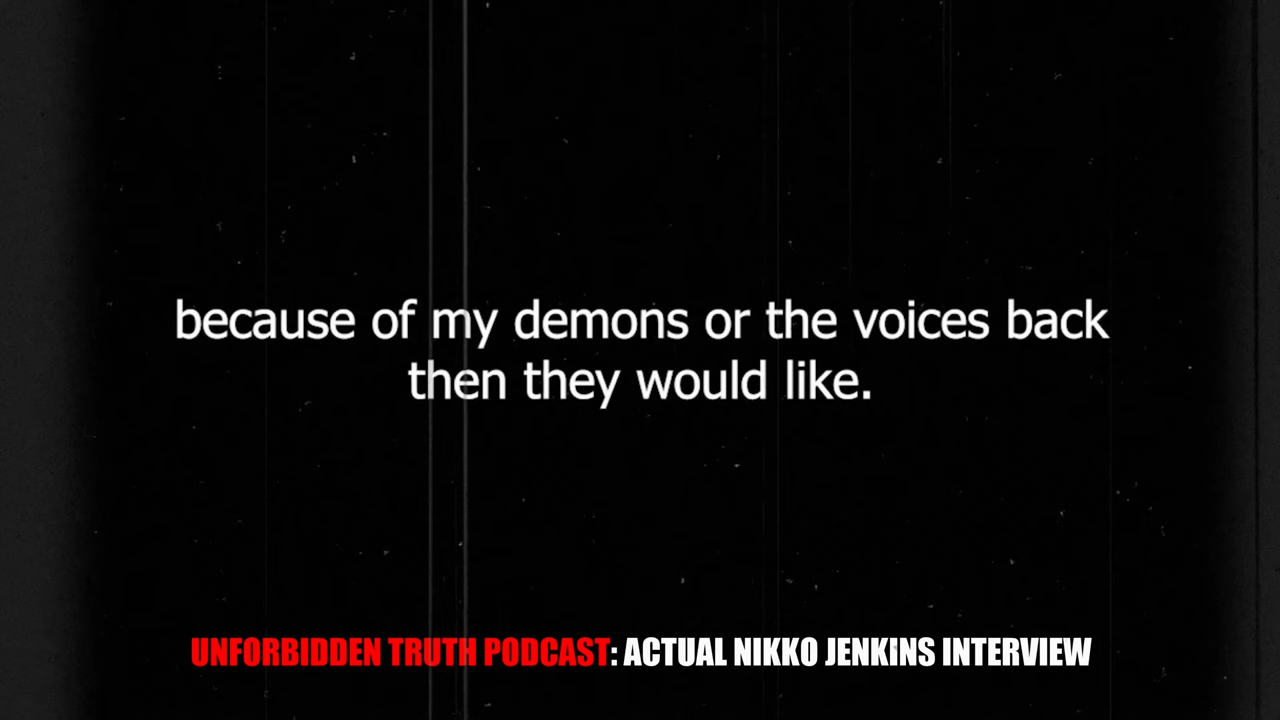 because of my demons or the voices back
then they would like.
UNFORBIDDEN TRUTH PODCAST: ACTUAL NIKKO JENKINS INTERVIEW